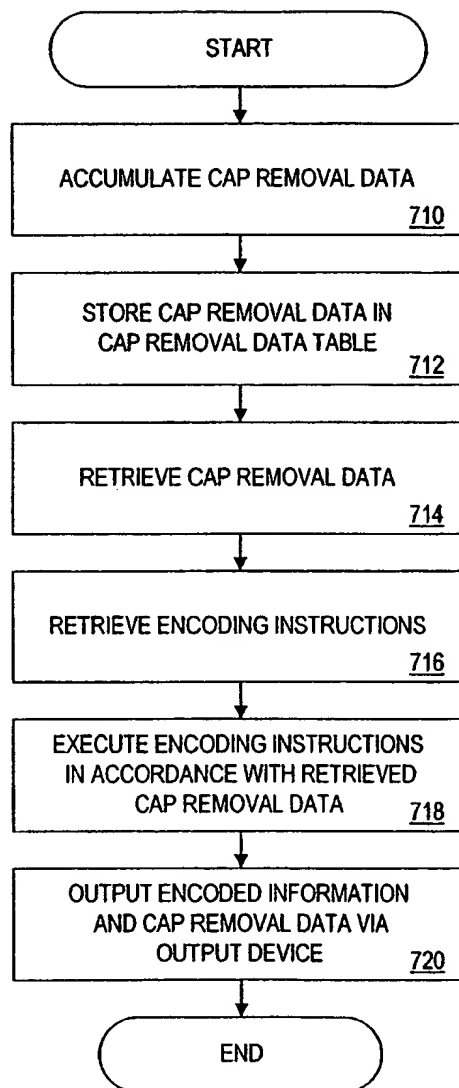 START
ACCUMULATE CAP REMOVAL DATA
710
STORE CAP REMOVAL DATA IN
CAP REMOVAL DATA TABLE
712
RETRIEVE CAP REMOVAL DATA
714
RETRIEVE ENCODING INSTRUCTIONS
716
EXECUTE ENCODING INSTRUCTIONS
IN ACCORDANCE WITH RETRIEVED
CAP REMOVAL DATA
718
OUTPUT ENCODED INFORMATION
AND CAP REMOVAL DATA VIA
OUTPUT DEVICE
720
END